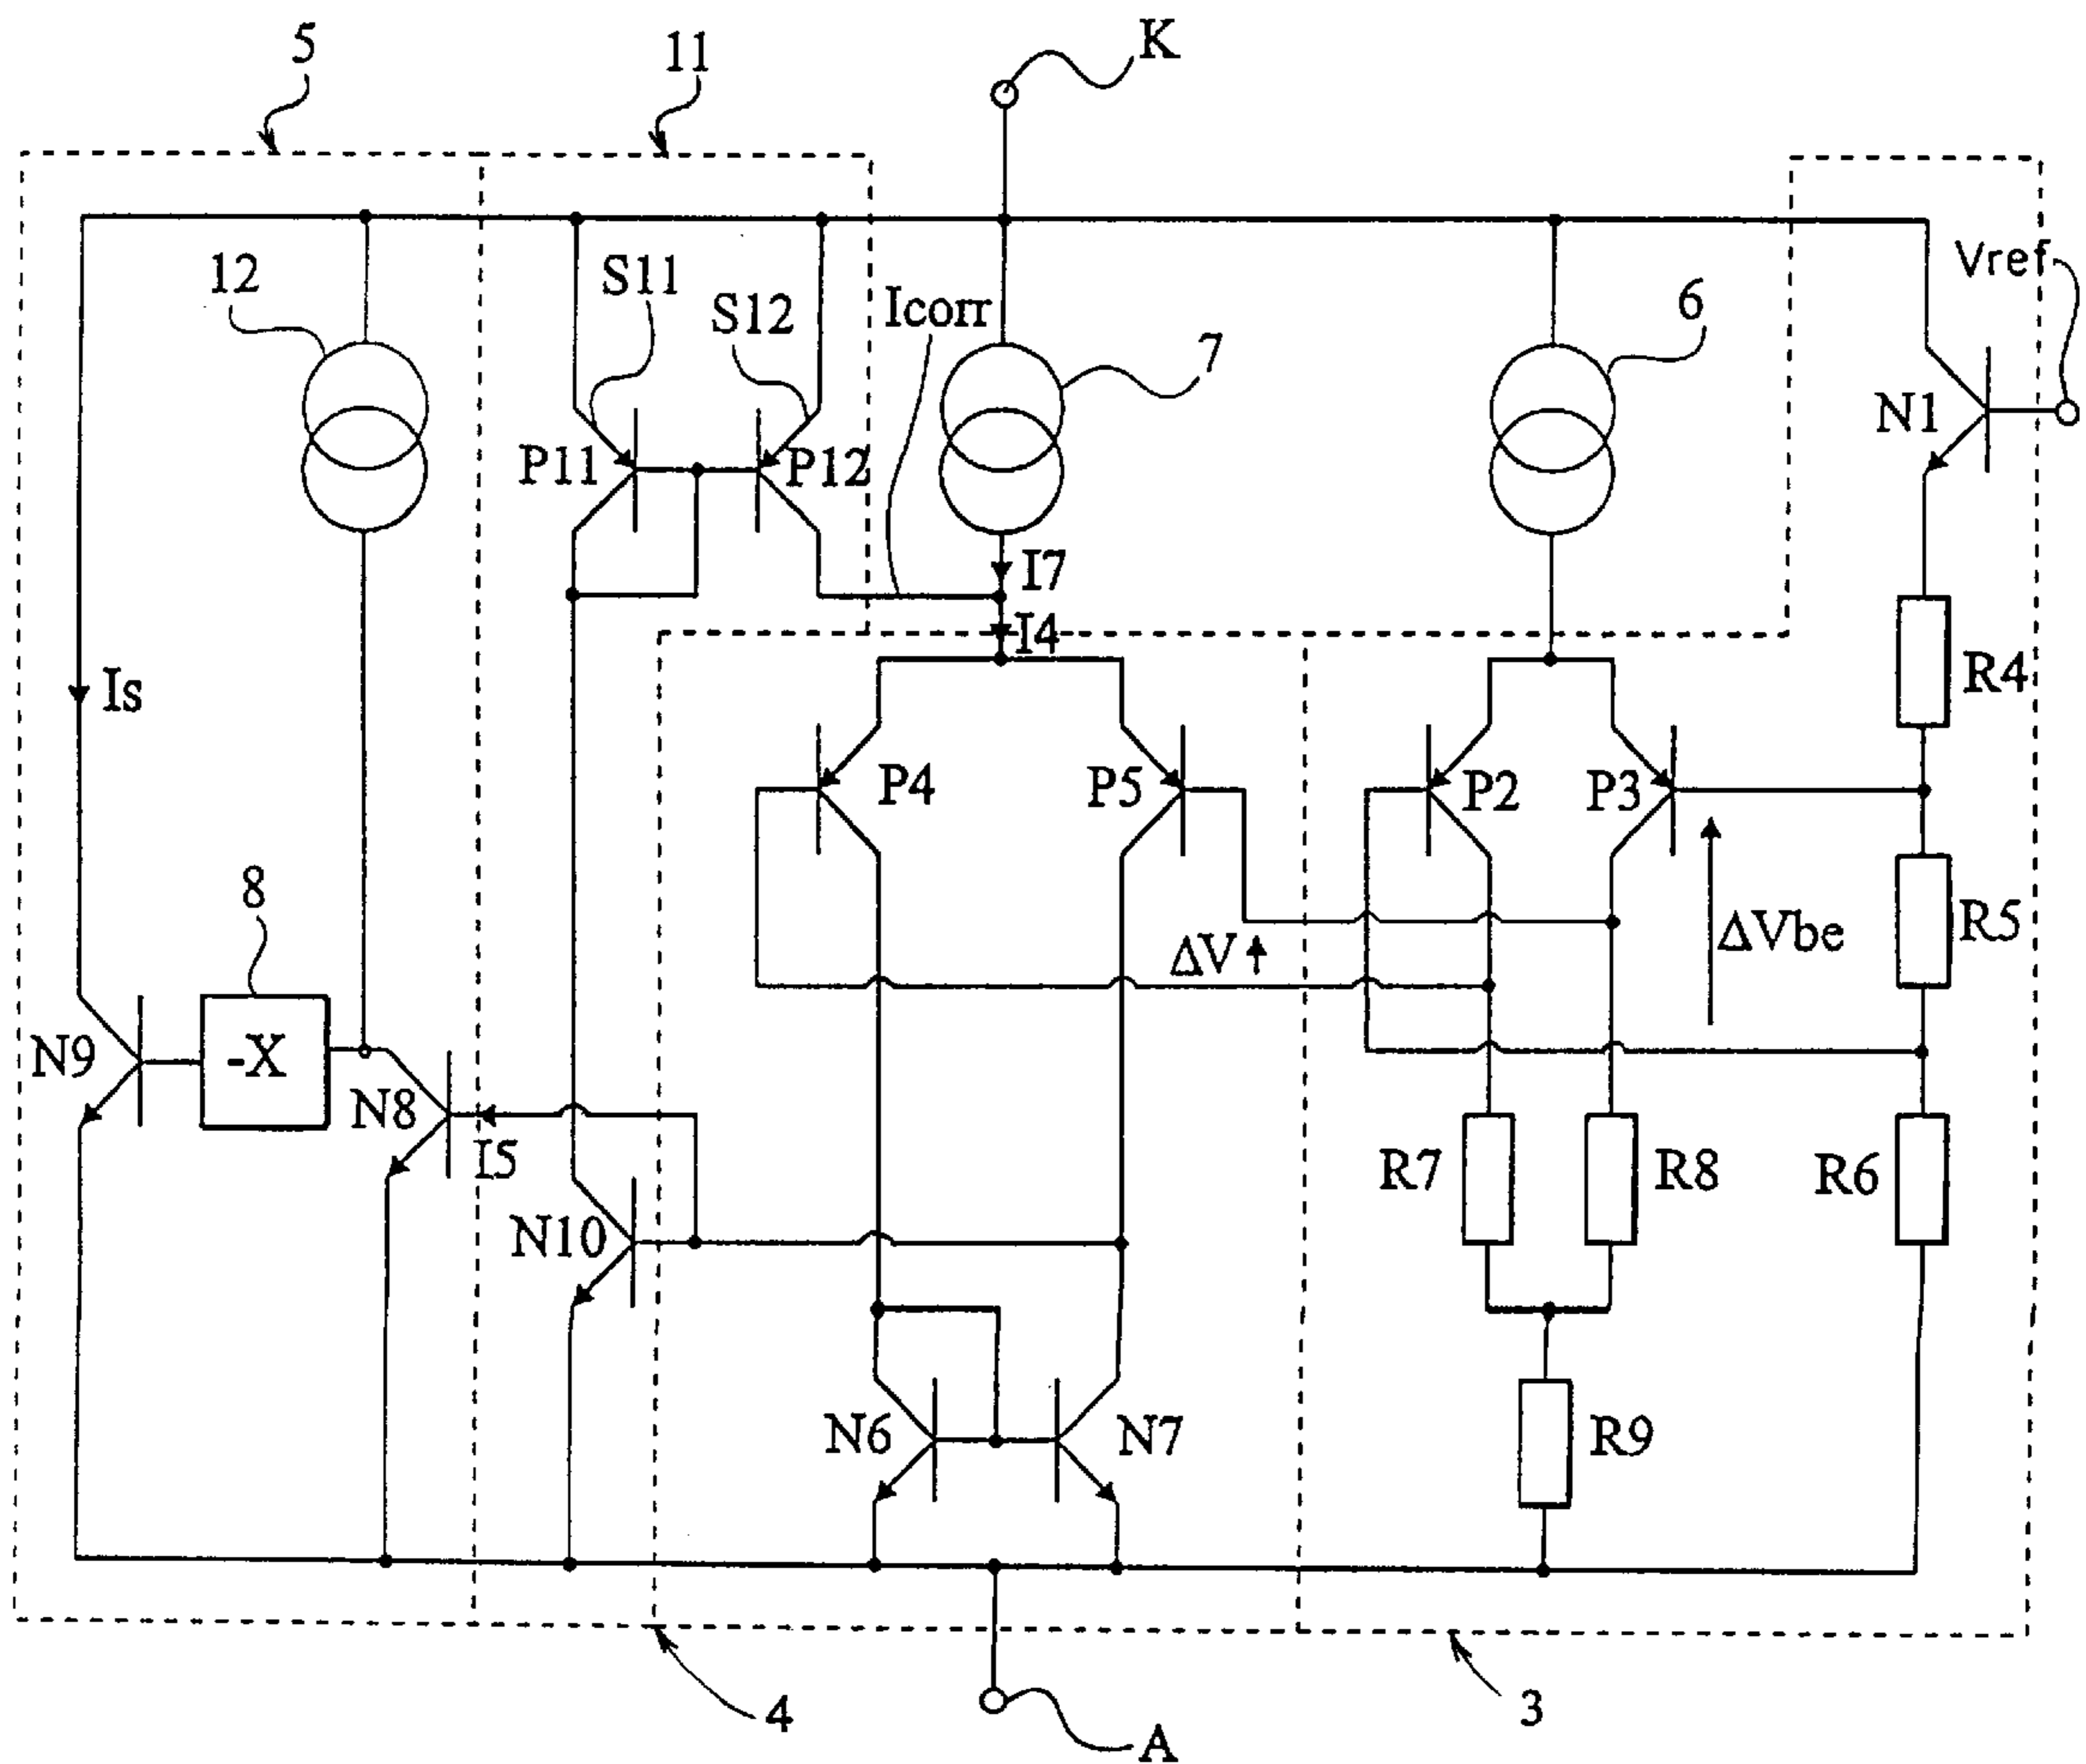 5
11
K
12
S11
S12
Icorr
7
6
Vref
N1
P11
P12
I7
I4
Is
R4
P4
P5
P2
P3
8
ΔV
ΔVbe
R5
N9
-X
N8
I5
R7
R8
R6
N10
N6
N7
R9
4
3
A